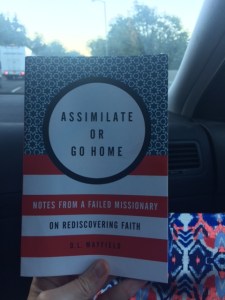 ASSIMILATE
OR
GO HOME
NOTES FROM A FAILED MISSIONARY
ON REDISCOVERING FAITH
D.L. MAYFIELD